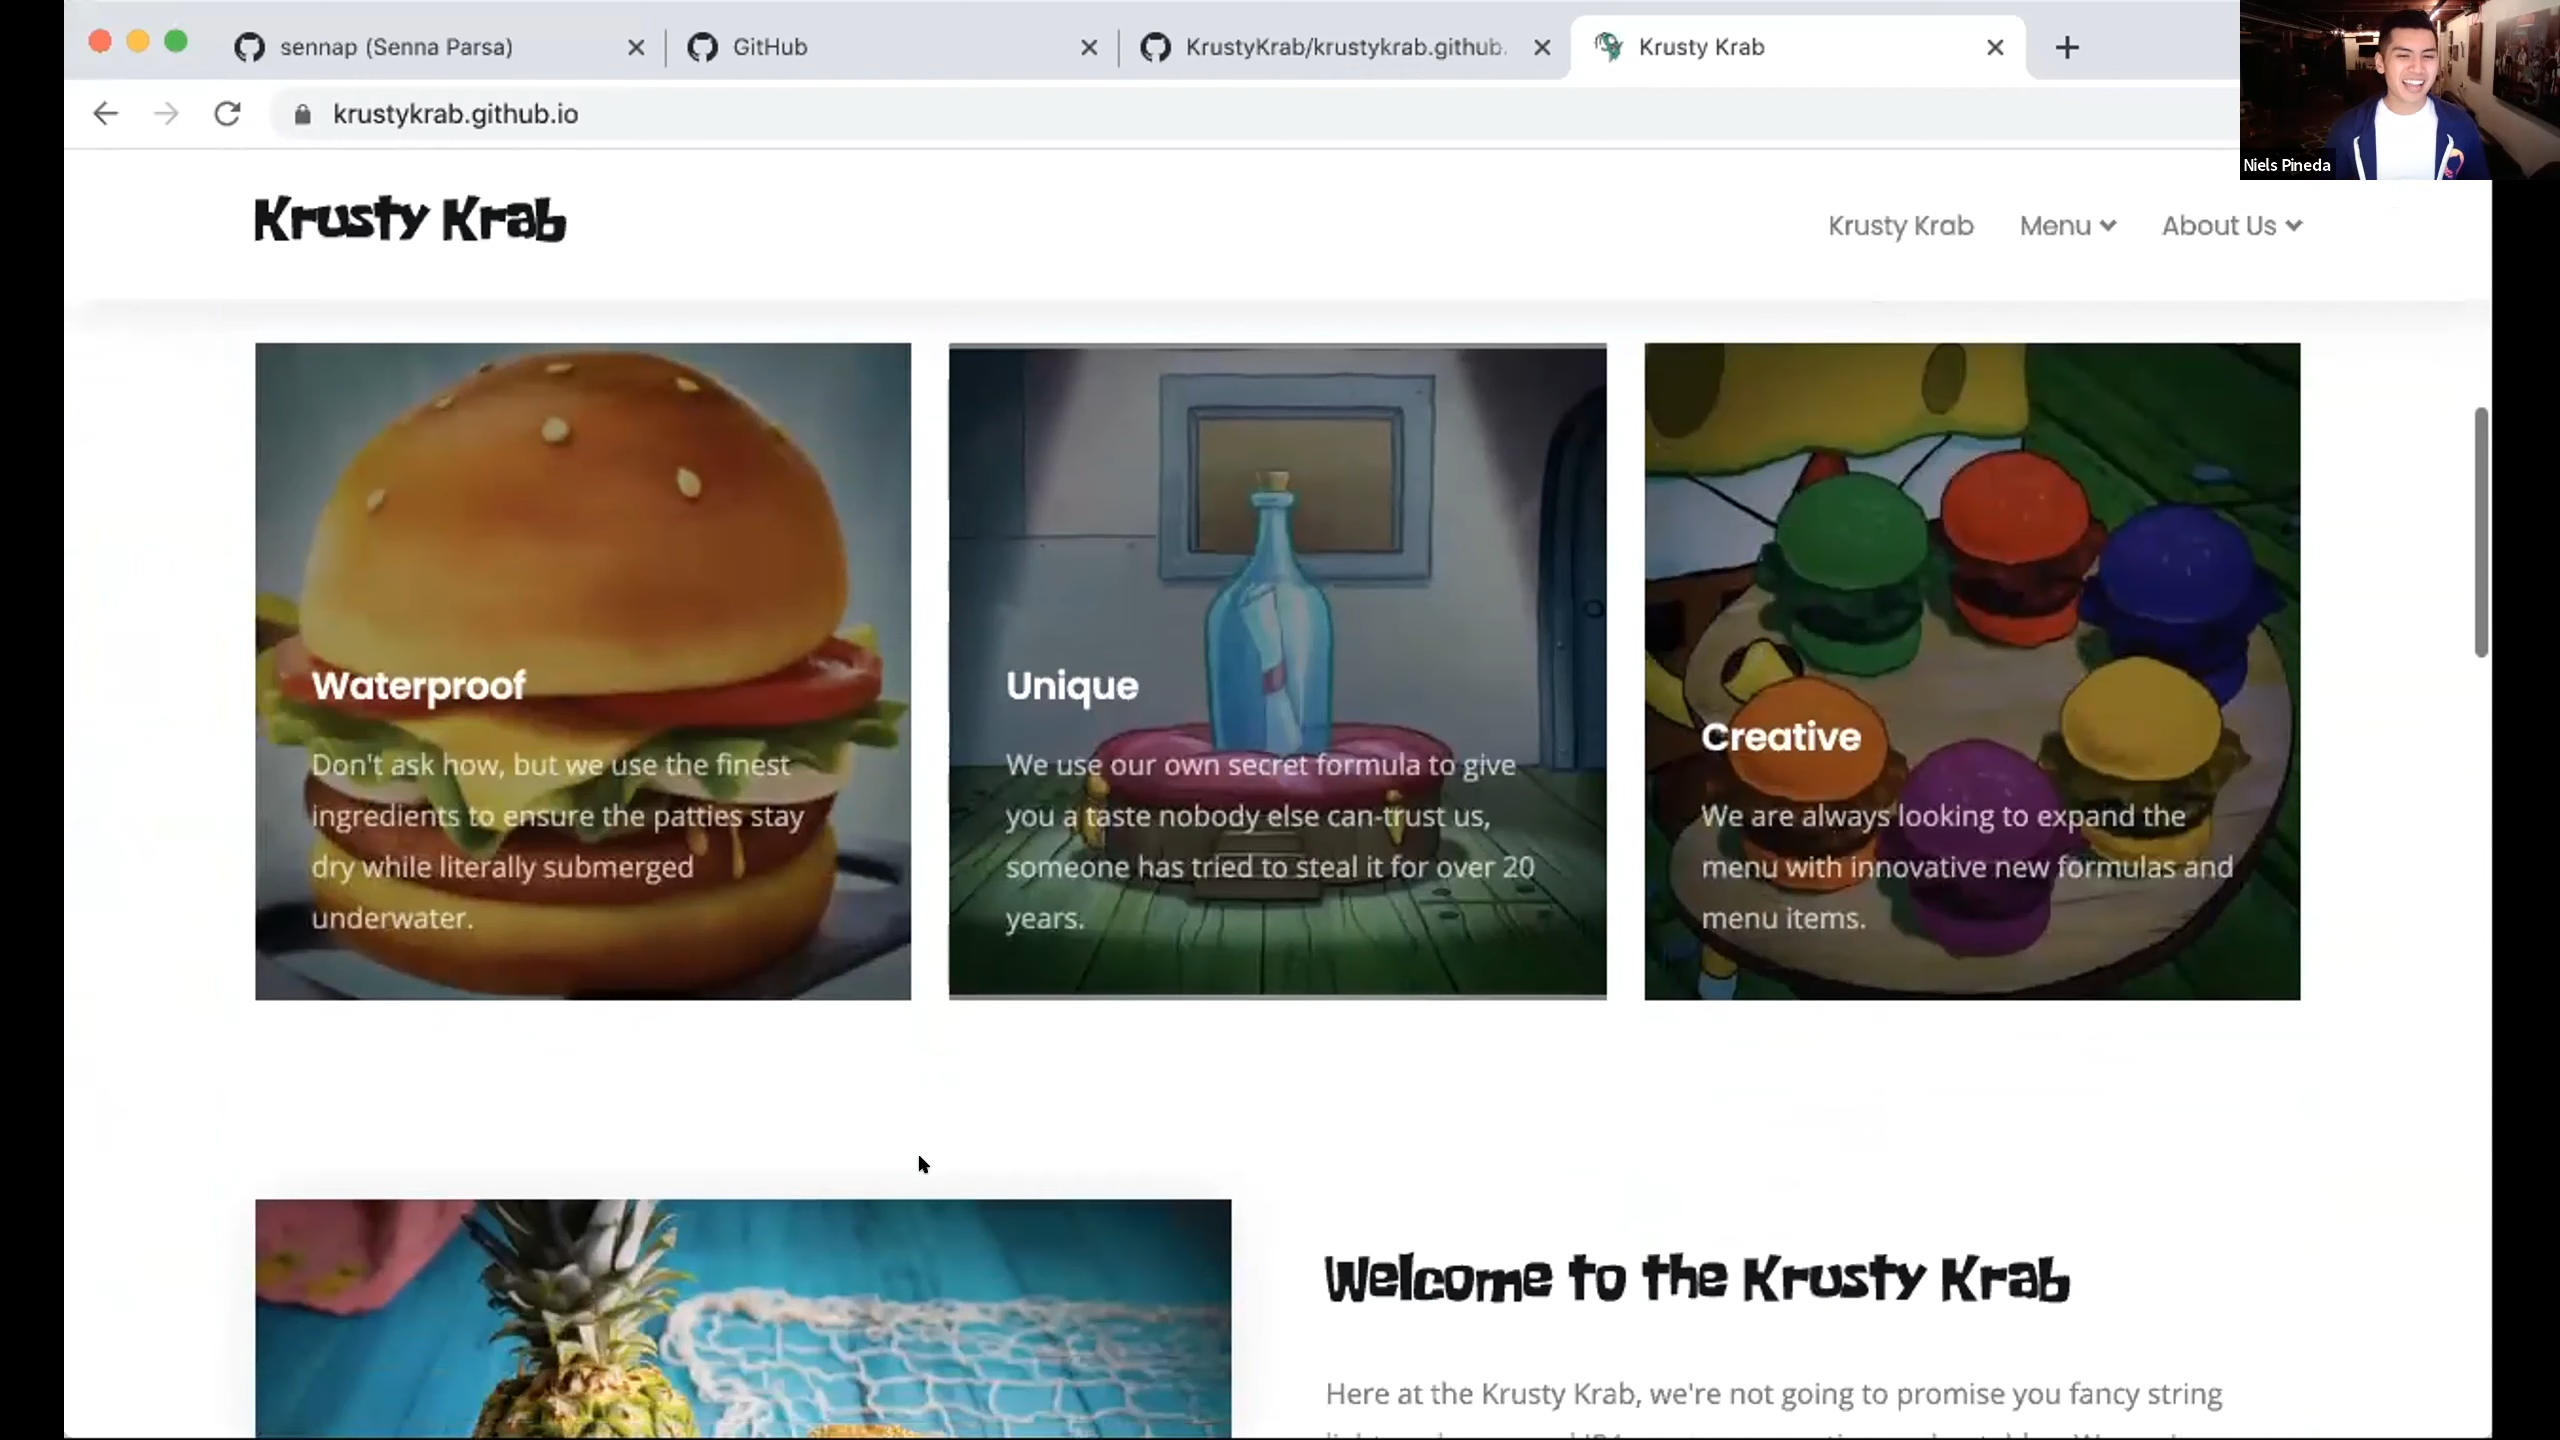 sennap (Senna Parsa)
GitHub
KrustyKrab/krustykrab.github.
Krusty Krab
krustykrab.github.io
Niels Pineda
Krusty Krab
Krusty Krab
Menu
About Us
Waterproof
Don't ask how, but we use the finest
ingredients to ensure the patties stay
dry while literally submerged
underwater.
Unique
We use our own secret formula to give
you a taste nobody else can-trust us,
someone has tried to steal it for over 20
years.
Creative
We are always looking to expand the
menu with innovative new formulas and
menu items.
Welcome to the Krusty Krab
Here at the Krusty Krab, we're not going to promise you fancy string